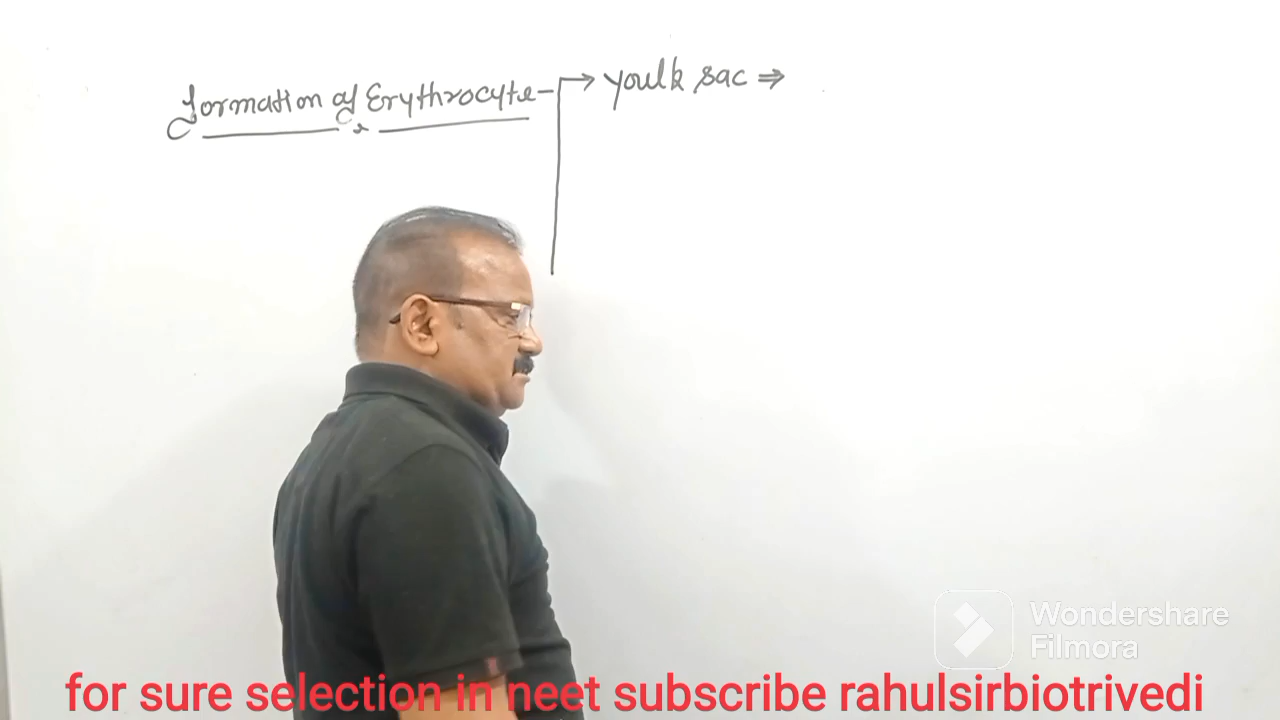 Formation of Erythrocyte - → youlk sac ⇒
Wondershare
Filmora
for sure selection in neet subscribe rahulsirbiotrivedi